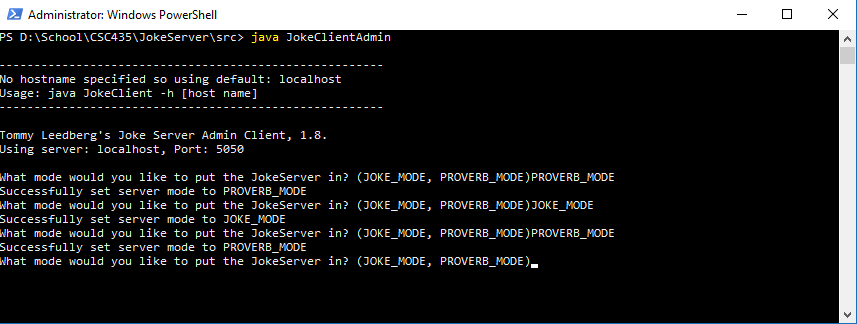 Administrator: Windows PowerShell
PS D:\School\CSC435\JokeServer\src> java JokeClientAdmin
-------------------------------------------------------
No hostname specified so using default: localhost
Usage: java JokeClient -h [host name]
-------------------------------------------------------
Tommy Leedberg's Joke Server Admin Client, 1.8.
Using server: localhost, Port: 5050
What mode would you like to put the JokeServer in? (JOKE_MODE, PROVERB_MODE)PROVERB_MODE
Successfully set server mode to PROVERB_MODE
What mode would you like to put the JokeServer in? (JOKE_MODE, PROVERB_MODE)JOKE_MODE
Successfully set server mode to JOKE_MODE
What mode would you like to put the JokeServer in? (JOKE_MODE, PROVERB_MODE)PROVERB_MODE
Successfully set server mode to PROVERB_MODE
What mode would you like to put the JokeServer in? (JOKE_MODE, PROVERB_MODE)